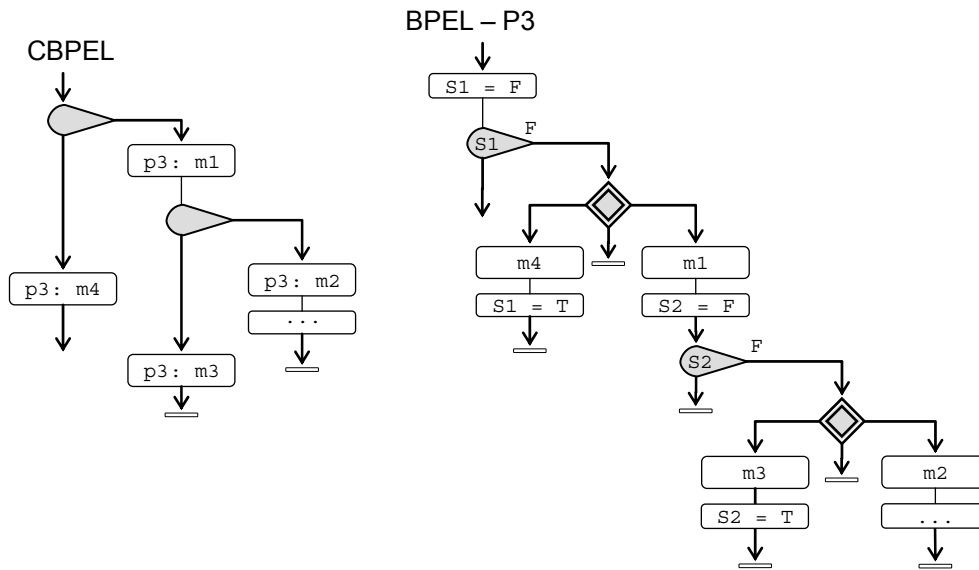 CBPEL
p3: m1
p3: m4
p3: m2
...
p3: m3
BPEL – P3
S1 = F
S1
F
m4
m1
S1 = T
S2 = F
S2
F
m3
m2
S2 = T
...